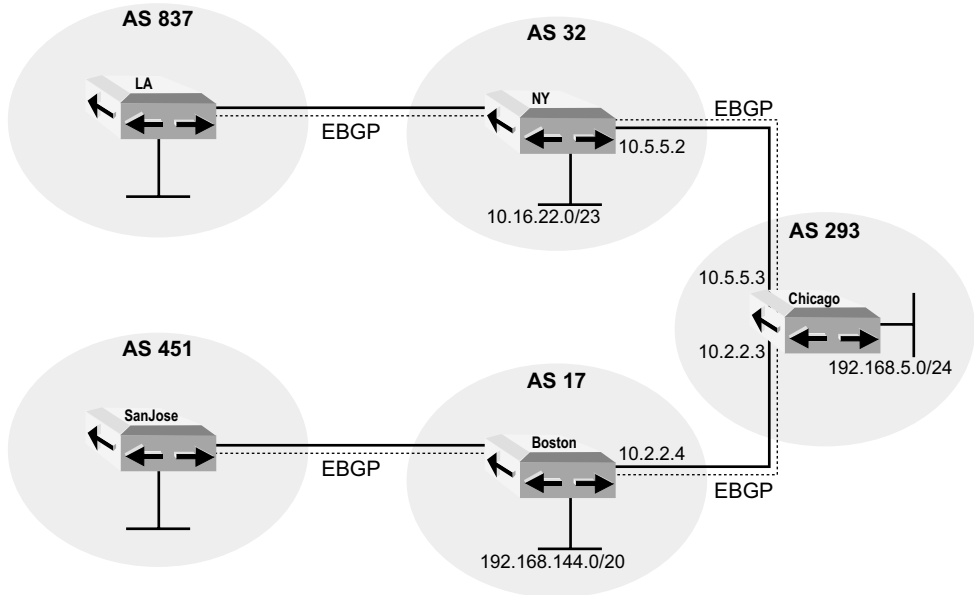 AS 837
AS 32
LA
NY
EBGP
EBGP
10.5.5.2
10.16.22.0/23
AS 293
10.5.5.3
Chicago
10.2.2.3
192.168.5.0/24
AS 451
AS 17
SanJose
Boston
10.2.2.4
EBGP
EBGP
192.168.144.0/20